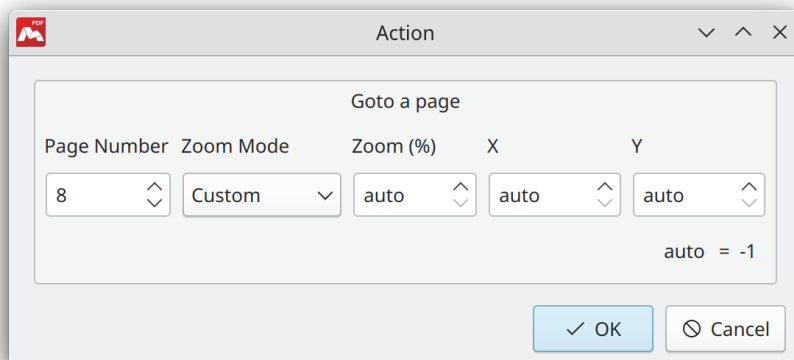 PDF
Action
Goto a page
Page Number Zoom Mode Zoom (%) X Y
8 Custom auto auto auto
auto = -1
OK Cancel